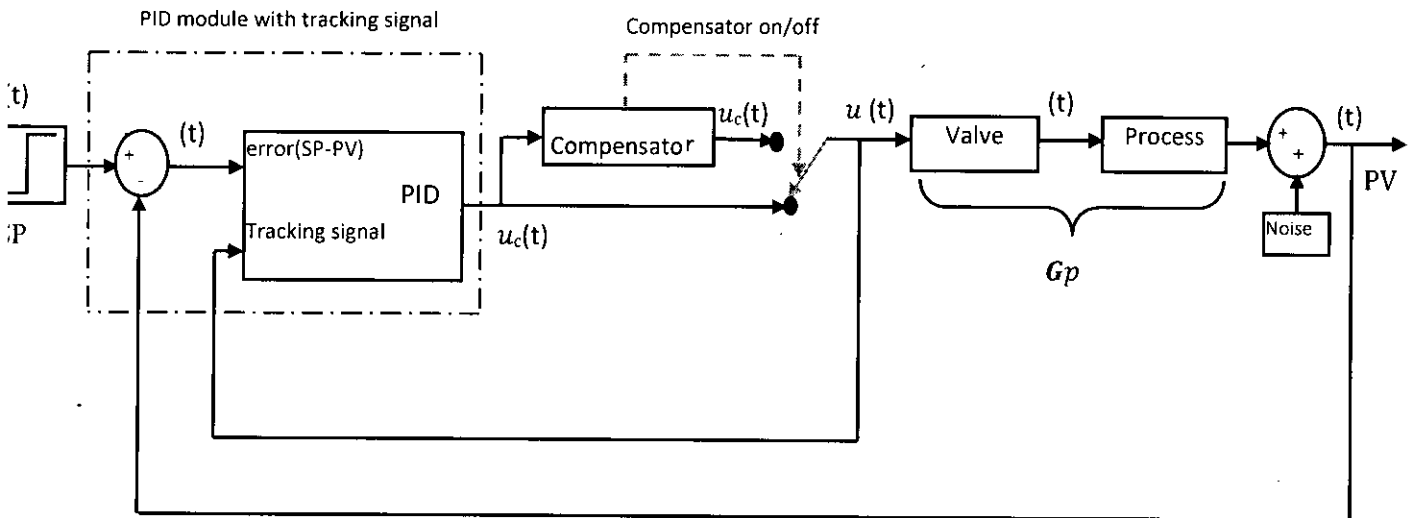 PID module with tracking signal
Compensator on/off
(t)
(t)
+
-
error(SP-PV)
PID
Tracking signal
u_c(t)
Compensator
u_c(t)
u (t)
Valve
(t)
Process
+
+
(t)
PV
Noise
Gp